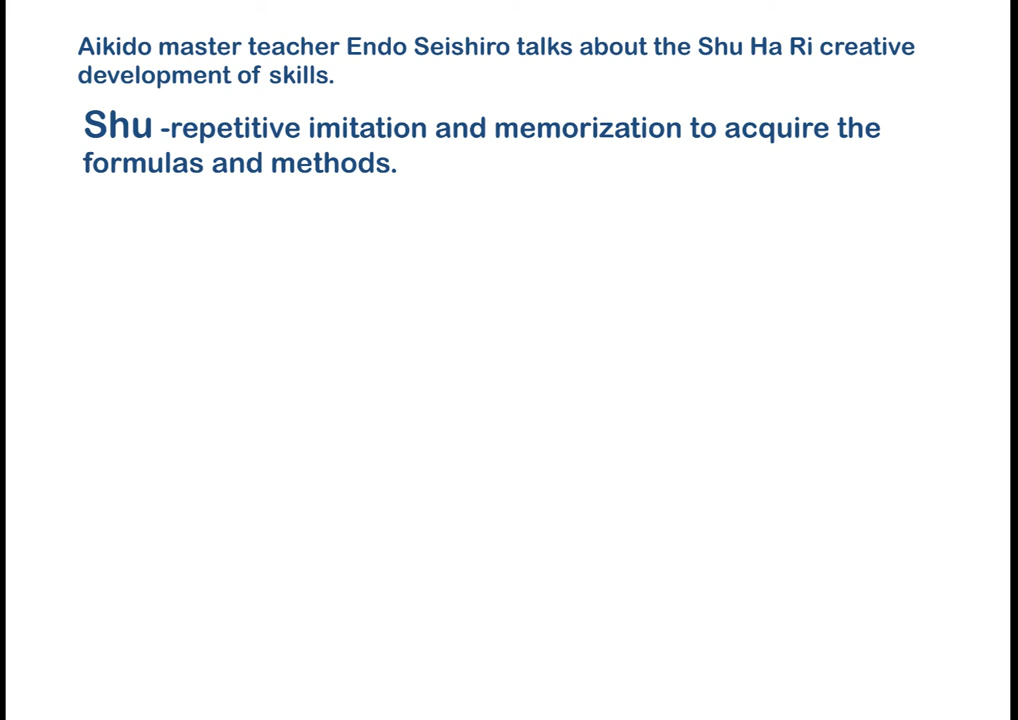 Aikido master teacher Endo Seishiro talks about the Shu Ha Ri creative
development of skills.
Shu -repetitive imitation and memorization to acquire the
formulas and methods.